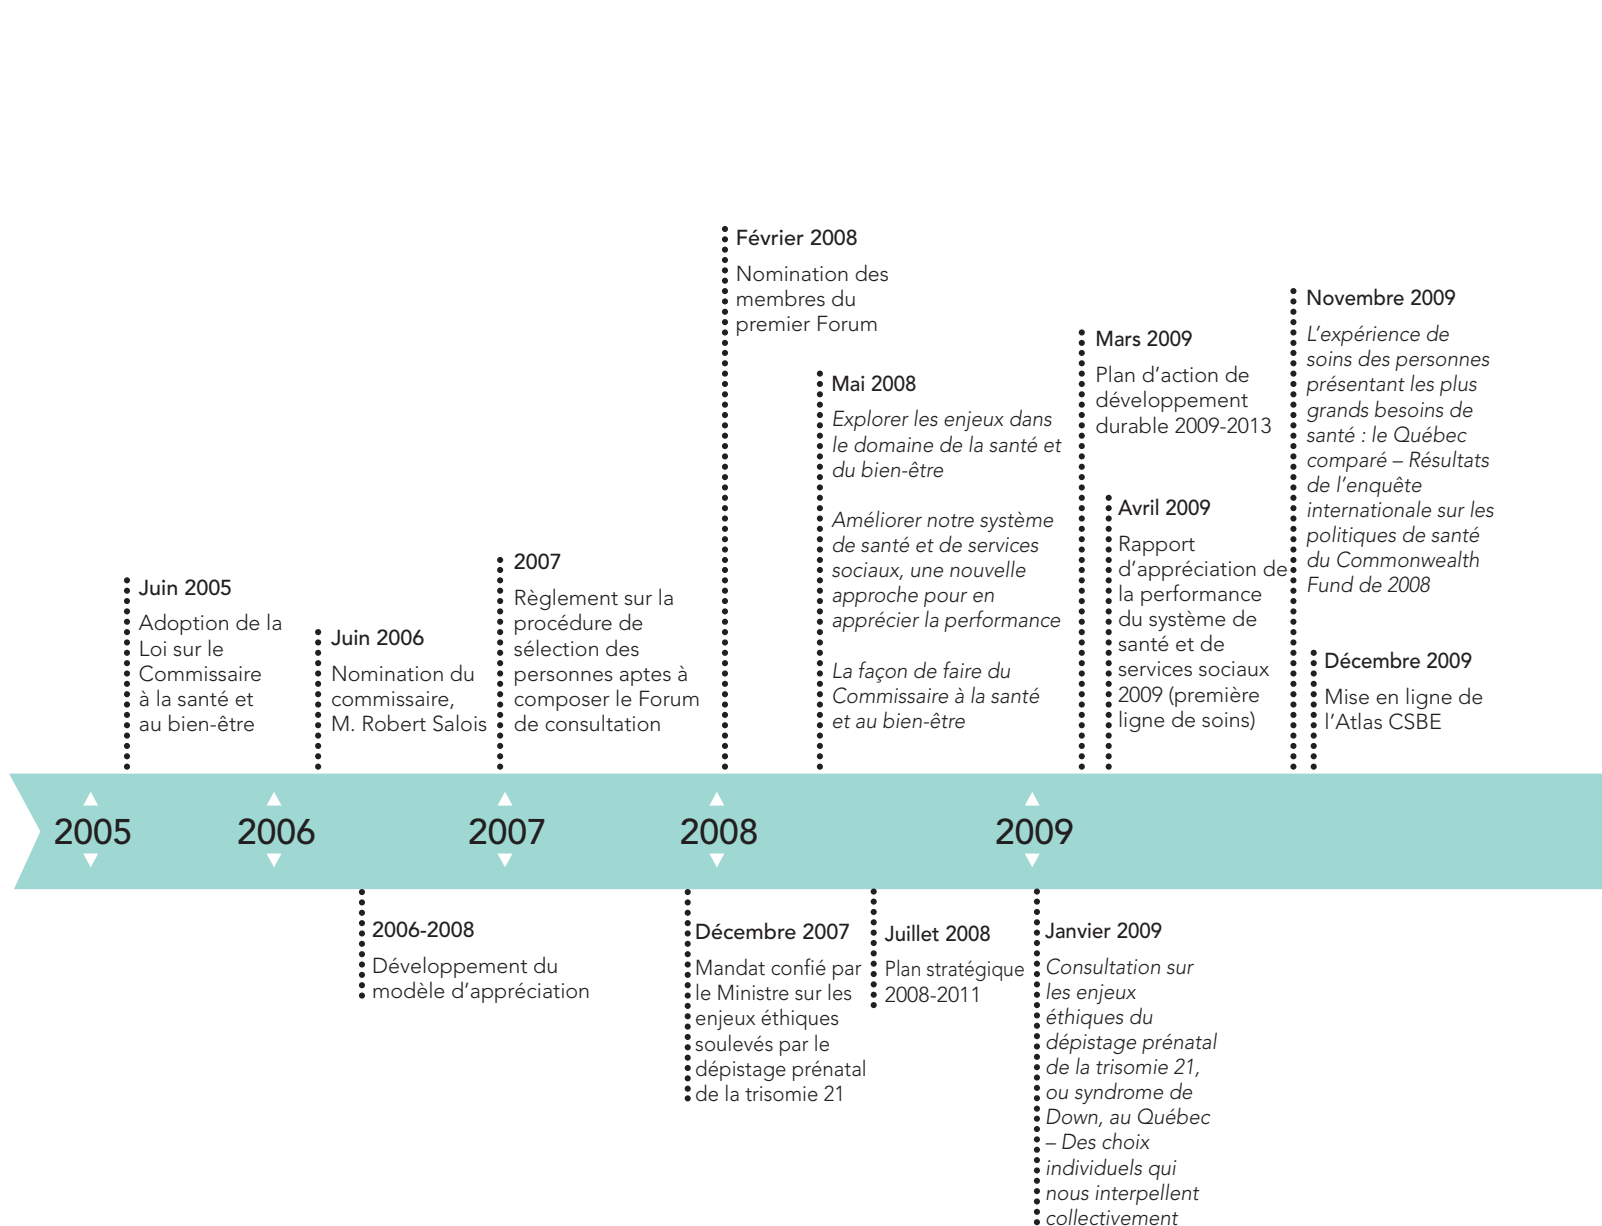 Février 2008
Nomination des
membres du
premier Forum
Novembre 2009
L’expérience de
soins des personnes
présentant les plus
grands besoins de
santé : le Québec
comparé – Résultats
de l’enquête
internationale sur les
politiques de santé
du Commonwealth
Fund de 2008
Mars 2009
Plan d’action de
développement
durable 2009-2013
Mai 2008
Explorer les enjeux dans
le domaine de la santé et
du bien-être
Améliorer notre système
de santé et de services
sociaux, une nouvelle
approche pour en
apprécier la performance
La façon de faire du
Commissaire à la santé
et au bien-être
Avril 2009
Rapport
d’appréciation de
la performance
du système de
santé et de
services sociaux
2009 (première
ligne de soins)
2007
Règlement sur la
procédure de
sélection des
personnes aptes à
composer le Forum
de consultation
Juin 2005
Adoption de la
Loi sur le
Commissaire
à la santé et
au bien-être
Juin 2006
Nomination du
commissaire,
M. Robert Salois
Décembre 2009
Mise en ligne de
l’Atlas CSBE
2005
2006
2007
2008
2009
2006-2008
Développement du
modèle d’appréciation
Décembre 2007
Mandat confié par
le Ministre sur les
enjeux éthiques
soulevés par le
dépistage prénatal
de la trisomie 21
Juillet 2008
Plan stratégique
2008-2011
Janvier 2009
Consultation sur
les enjeux
éthiques du
dépistage prénatal
de la trisomie 21,
ou syndrome de
Down, au Québec
– Des choix
individuels qui
nous interpellent
collectivement